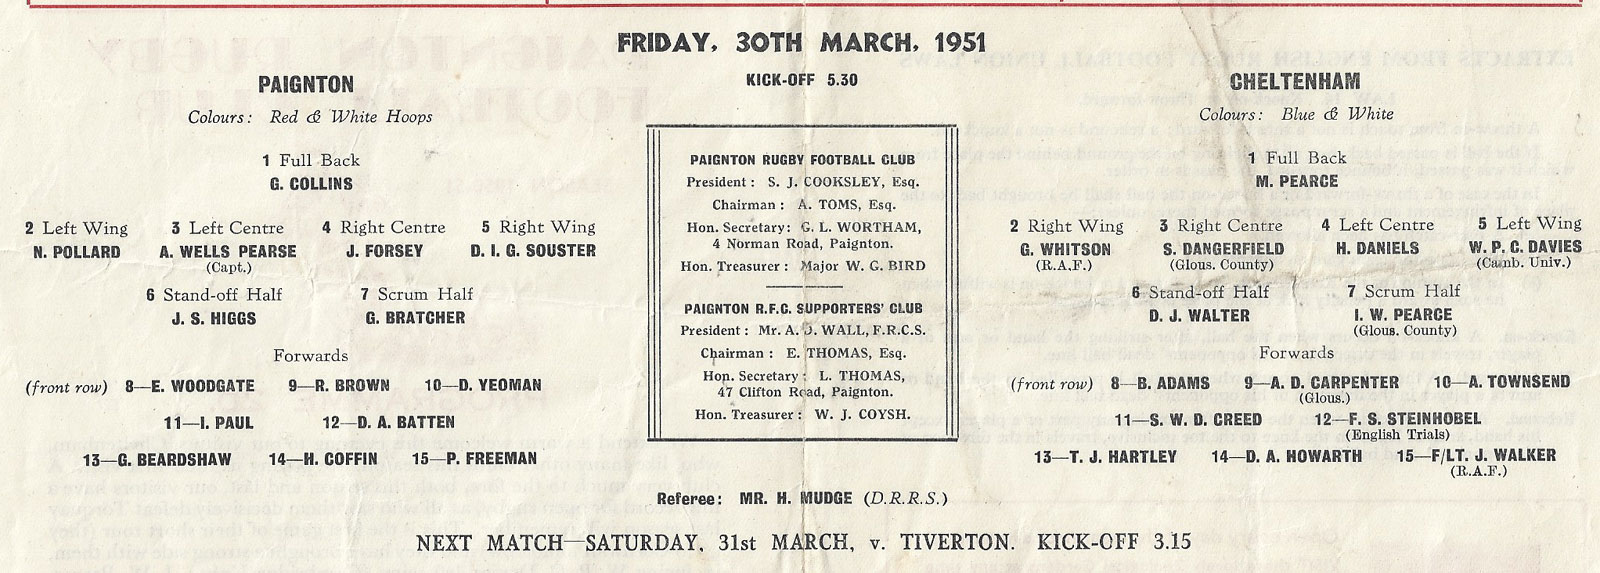 FRIDAY, 30TH MARCH, 1951
KICK-OFF 5.30
PAIGNTON
Colours: Red & White Hoops
1 Full Back
G. COLLINS
2 Left Wing 3 Left Centre 4 Right Centre 5 Right Wing
N. POLLARD A. WELLS PEARSE J. FORSEY D. I. G. SOUSTER
(Capt.)
6 Stand-off Half 7 Scrum Half
J. S. HIGGS G. BRATCHER
Forwards
(front row) 8—E. WOODGATE 9—R. BROWN 10—D. YEOMAN
11—I. PAUL 12—D. A. BATTEN
13—G. BEARDSHAW 14—H. COFFIN 15—P. FREEMAN
PAIGNTON RUGBY FOOTBALL CLUB
President: S. J. COOKSLEY, Esq.
Chairman: A. TOMS, Esq.
Hon. Secretary: G. L. WORTHAM,
4 Norman Road, Paignton.
Hon. Treasurer: Major W. G. BIRD
PAIGNTON R.F.C. SUPPORTERS' CLUB
President: Mr. A. J. WALL, F.R.C.S.
Chairman: E. THOMAS, Esq.
Hon. Secretary: L. THOMAS,
47 Clifton Road, Paignton.
Hon. Treasurer: W. J. COYSH.
CHELTENHAM
Colours: Blue & White
1 Full Back
M. PEARCE
2 Right Wing 3 Right Centre 4 Left Centre 5 Left Wing
G. WHITSON S. DANGERFIELD H. DANIELS W. P. C. DAVIES
(R.A.F.) (Glous. County) (Camb. Univ.)
6 Stand-off Half 7 Scrum Half
D. J. WALTER I. W. PEARCE
(Glous. County)
Forwards
(front row) 8—B. ADAMS 9—A. D. CARPENTER 10—A. TOWNSEND
(Glous.)
11—S. W. D. CREED 12—F. S. STEINHOBEL
(English Trials)
13—T. J. HARTLEY 14—D. A. HOWARTH 15—F/LT. J. WALKER
(R.A.F.)
Referee: MR. H. MUDGE (D.R.R.S.)
NEXT MATCH—SATURDAY, 31st MARCH, v. TIVERTON. KICK-OFF 3.15